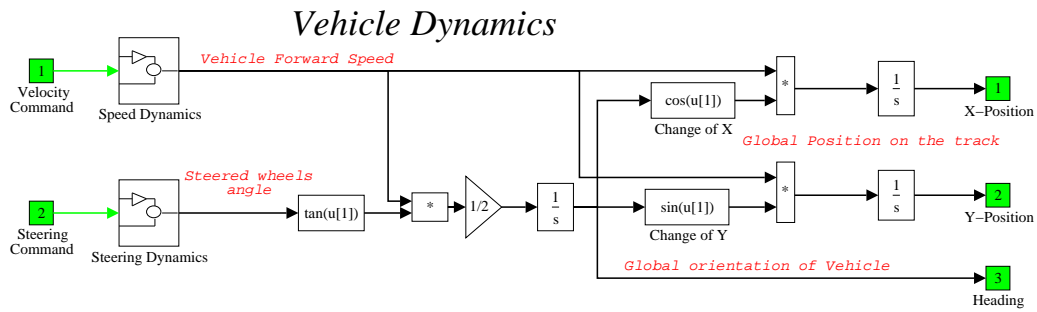 Vehicle Dynamics
Vehicle Forward Speed
1
Velocity
Command
Speed Dynamics
cos(u[1])
Change of X
*
1
s
1
X–Position
Global Position on the track
Steered wheels
angle
2
Steering
Command
Steering Dynamics
tan(u[1])
*
1/2
1
s
sin(u[1])
Change of Y
*
1
s
2
Y–Position
Global orientation of Vehicle
3
Heading